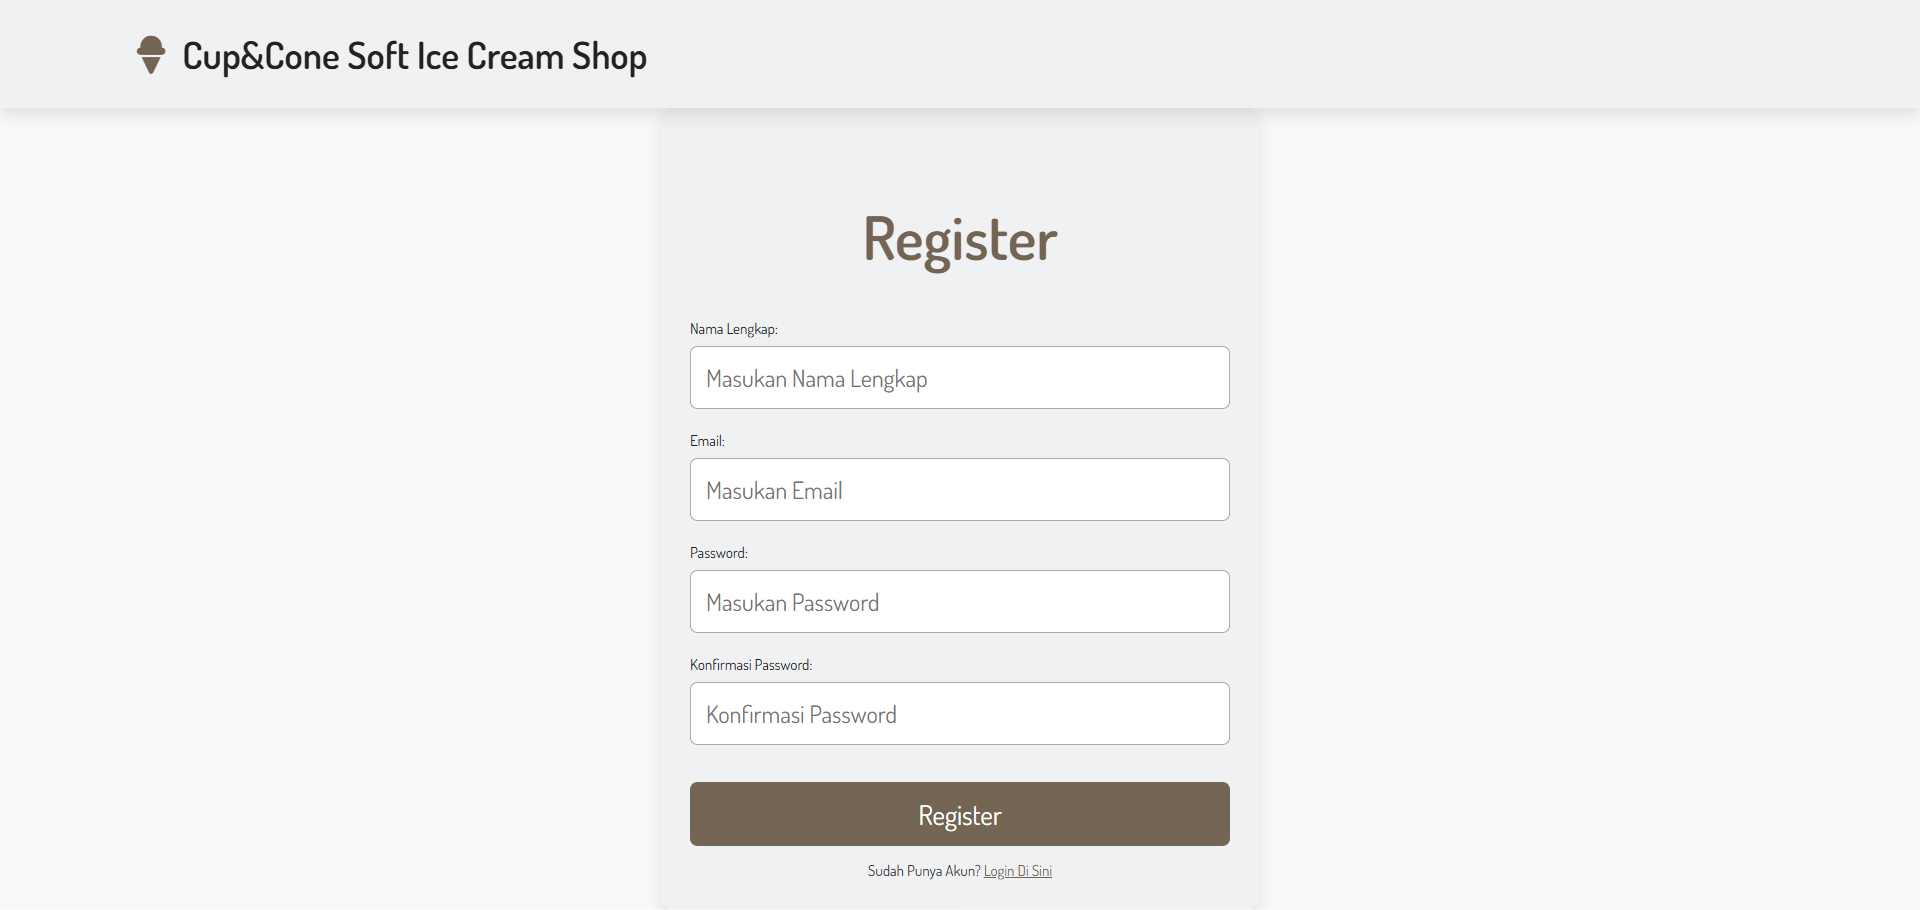 Cup&Cone Soft Ice Cream Shop
Register
Nama Lengkap:
Masukan Nama Lengkap
Email:
Masukan Email
Password:
Masukan Password
Konfirmasi Password:
Konfirmasi Password
Register
Sudah Punya Akun? Login Di Sini